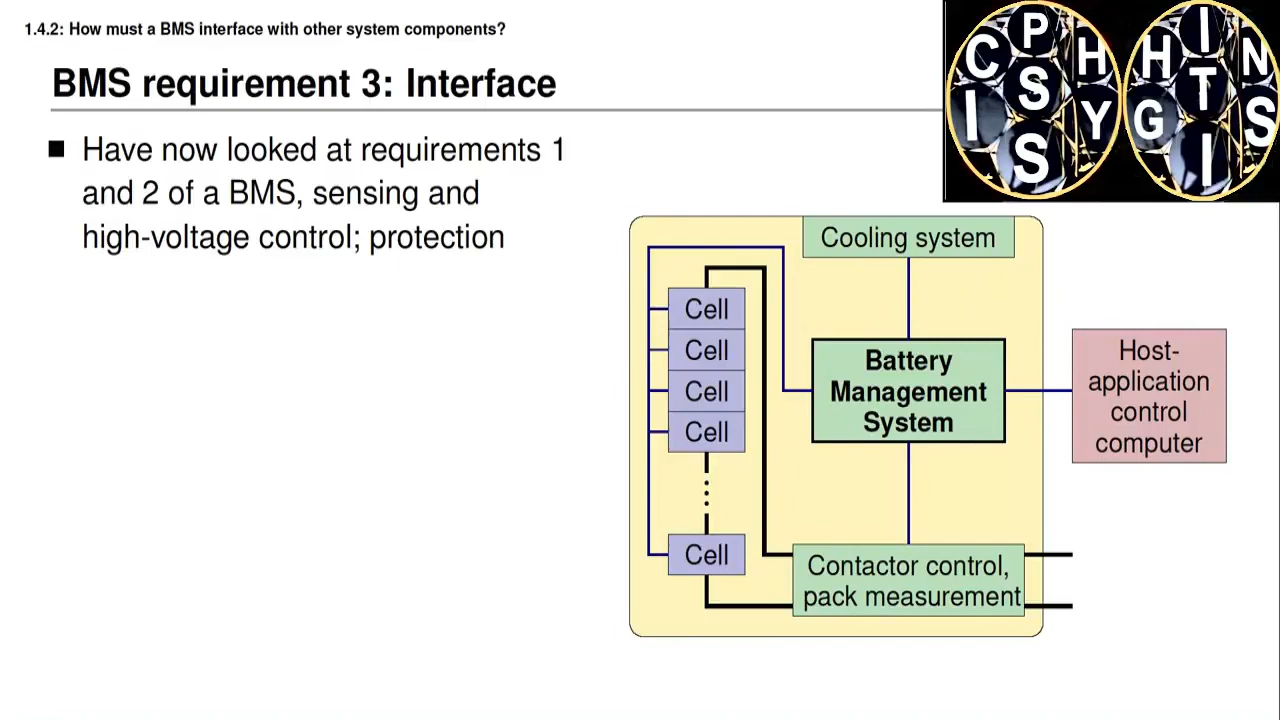 1.4.2: How must a BMS interface with other system components?
BMS requirement 3: Interface
Have now looked at requirements 1
and 2 of a BMS, sensing and
high-voltage control; protection
C P H
S
I Y
S
H I N
T
G S
I
Cooling system
Cell
Cell
Cell
Cell
Cell
Battery
Management
System
Host-
application
control
computer
Contactor control,
pack measurement